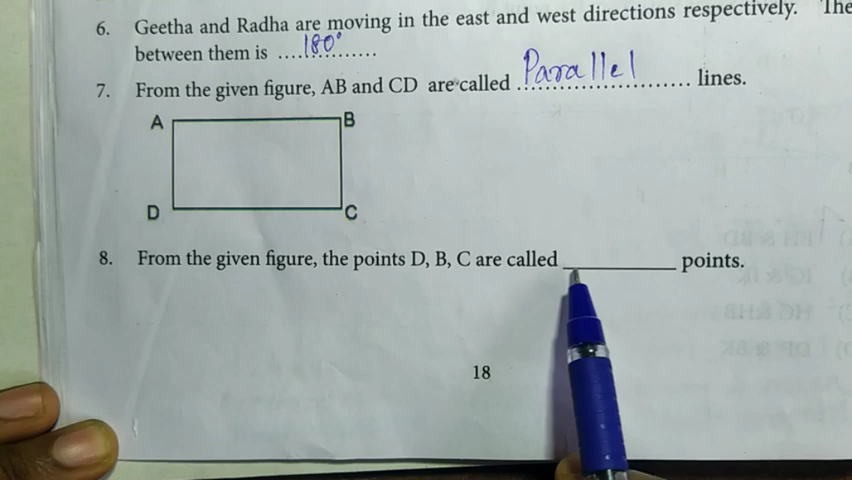 6. Geetha and Radha are moving in the east and west directions respectively. The
between them is ....180°..............
7. From the given figure, AB and CD are called ..Parallel.. lines.
A B
D C
8. From the given figure, the points D, B, C are called ____________ points.
18